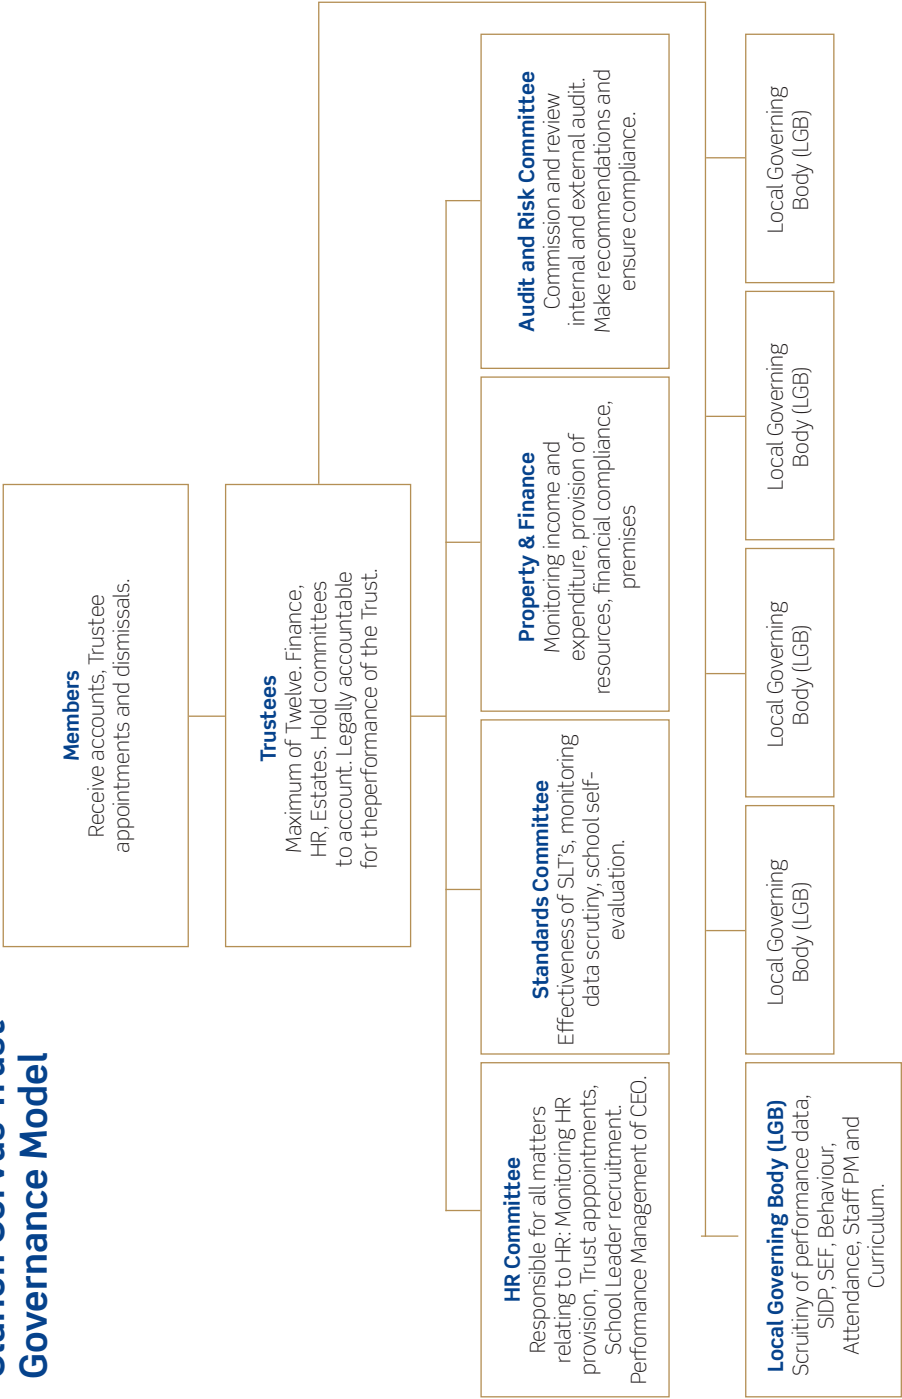 Governance Model
Members
Receive accounts, Trustee
appointments and dismissals.
Trustees
Maximum of Twelve. Finance,
HR, Estates. Hold committees
to account. Legally accountable
for theperformance of the Trust.
HR Committee
Responsible for all matters
relating to HR: Monitoring HR
provision, Trust apppointments,
School Leader recruitment.
Performance Management of CEO.
Standards Committee
Effectiveness of SLT's, monitoring
data scrutiny, school self-
evaluation.
Property & Finance
Monitoring income and
expenditure, provision of
resources, financial compliance,
premises
Audit and Risk Committee
Commission and review
internal and external audit.
Make recommendations and
ensure compliance.
Local Governing Body (LGB)
Scruitiny of performance data,
SIDP, SEF, Behaviour,
Attendance, Staff PM and
Curriculum.
Local Governing
Body (LGB)
Local Governing
Body (LGB)
Local Governing
Body (LGB)
Local Governing
Body (LGB)